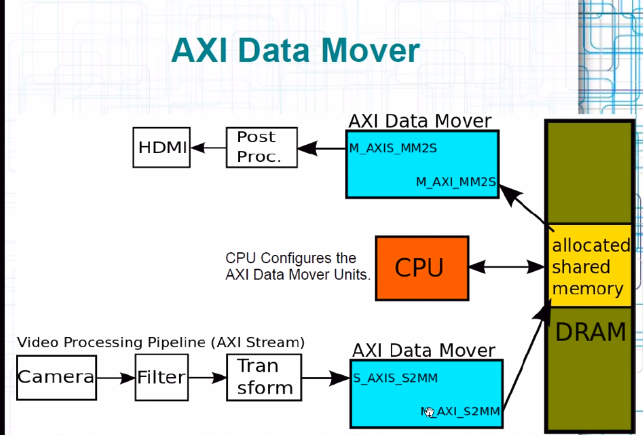 AXI Data Mover
AXI Data Mover
HDMI
Post
Proc.
M_AXIS_MM2S
M_AXI_MM2S
allocated
shared
memory
CPU Configures the
AXI Data Mover Units.
CPU
DRAM
Video Processing Pipeline (AXI Stream)
AXI Data Mover
Camera
Filter
Tran
sform
S_AXIS_S2MM
M_AXI_S2MM